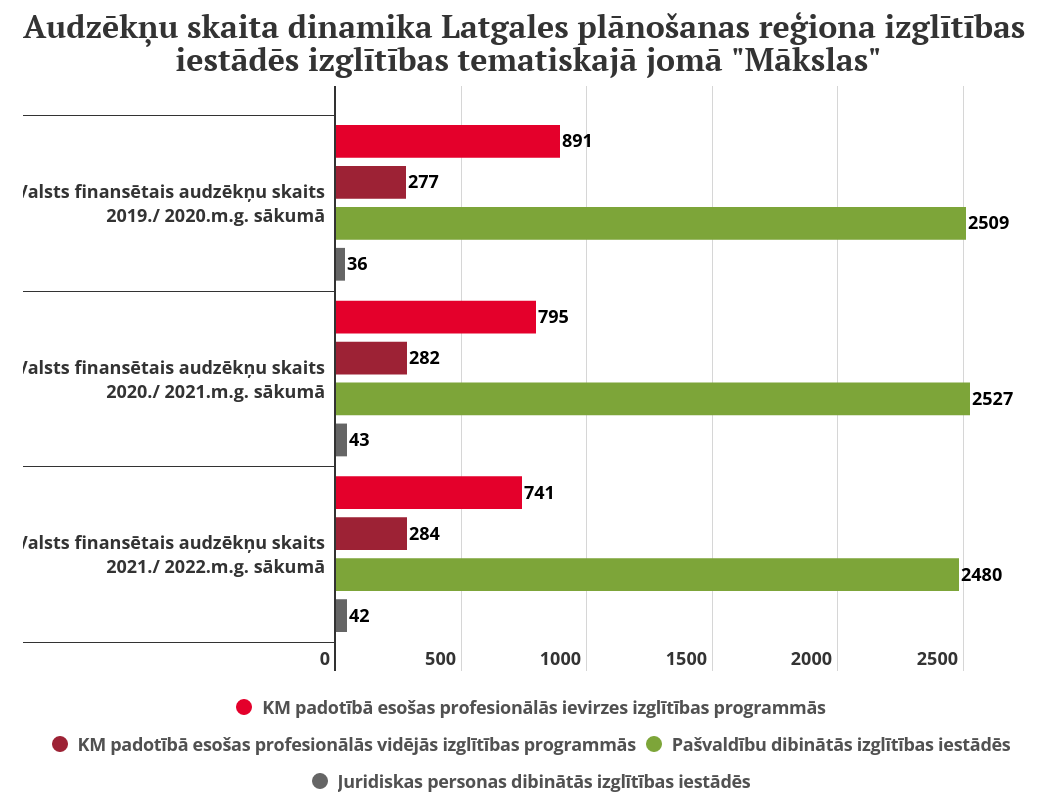 Audzēkņu skaita dinamika Latgales plānošanas reģiona izglītības
iestādēs izglītības tematiskajā jomā "Mākslas"
Valsts finansētais audzēkņu skaits
2019./ 2020.m.g. sākumā
891
277
2509
36
Valsts finansētais audzēkņu skaits
2020./ 2021.m.g. sākumā
795
282
2527
43
Valsts finansētais audzēkņu skaits
2021./ 2022.m.g. sākumā
741
284
2480
42
0 500 1000 1500 2000 2500
KM padotībā esošas profesionālās ievirzes izglītības programmās
KM padotībā esošas profesionālās vidējās izglītības programmās Pašvaldību dibinātās izglītības iestādēs
Juridiskas personas dibinātās izglītības iestādēs